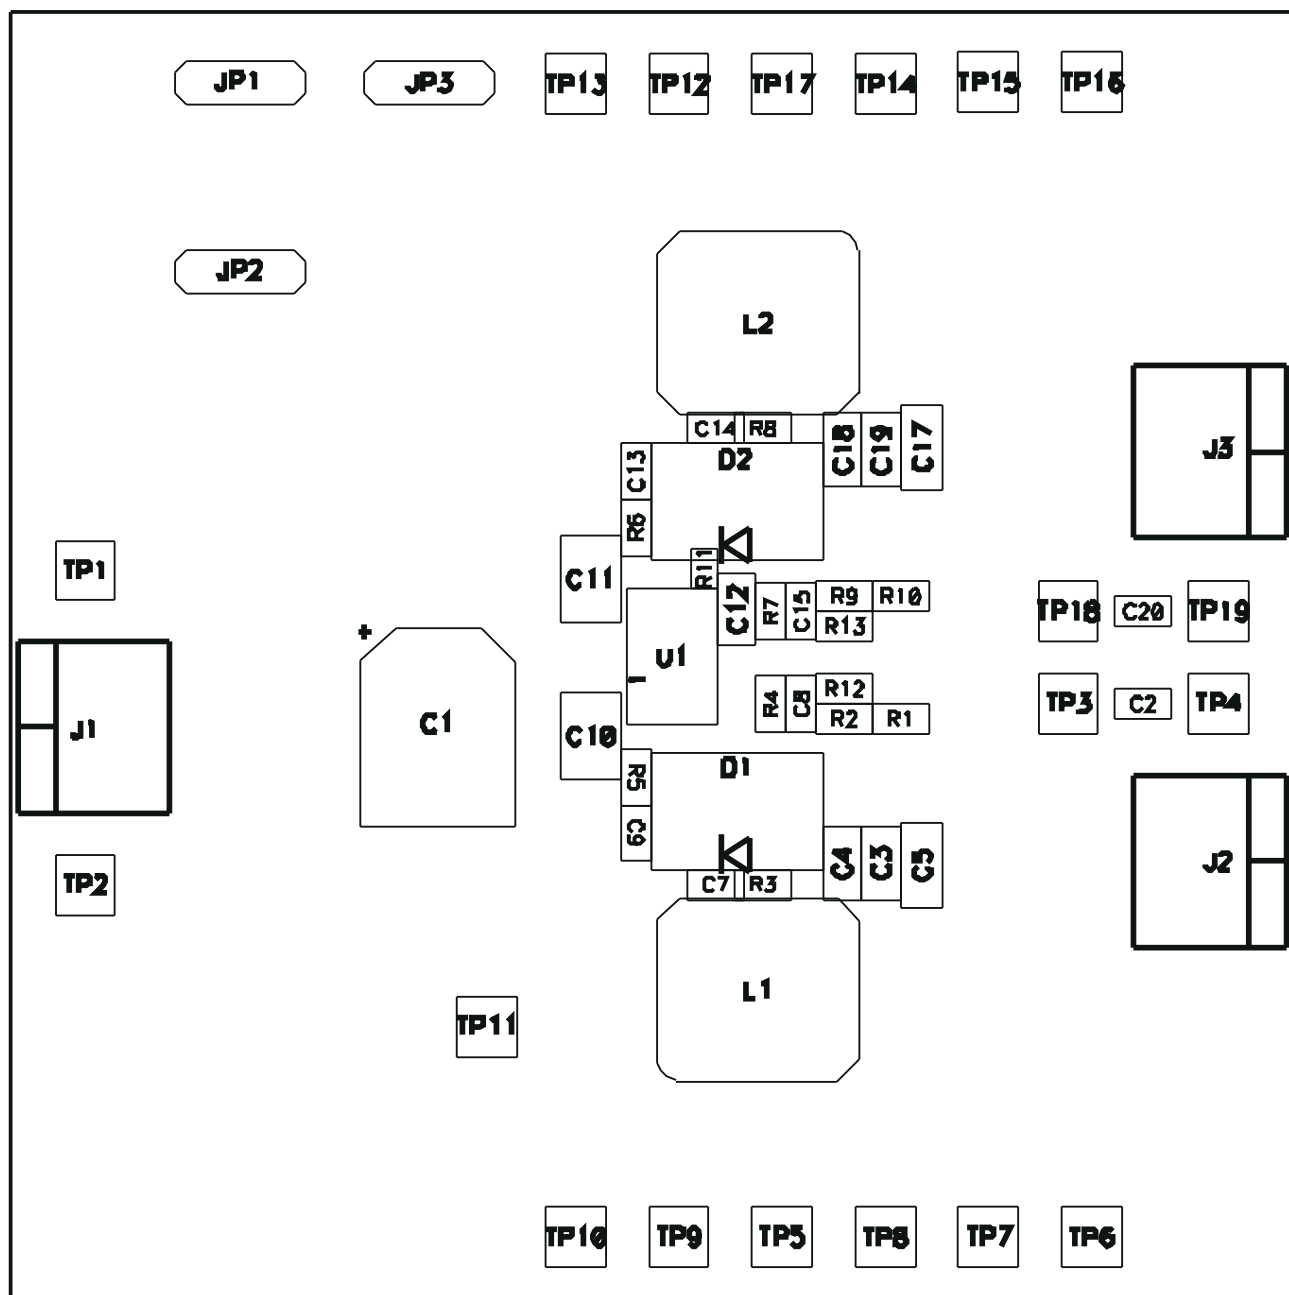 JP1 JP3 TP13 TP12 TP17 TP14 TP15 TP16
JP2
L2
C14 R8
C18 C19 C17
D2
J3
C13
R6
TP1
C11
R11
C12
R7
C15
R9 R10
R13
TP18 C20 TP19
+
U1
R4
C8
R12
R2 R1
TP3 C2 TP4
J1
C1
C10
D1
R5
C9
C4 C3 C5
J2
TP2
C7 R3
L1
TP11
TP10 TP9 TP5 TP8 TP7 TP6